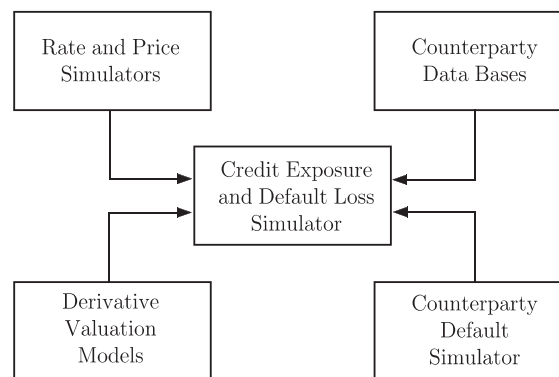 Rate and Price
Simulators
Counterparty
Data Bases
Credit Exposure
and Default Loss
Simulator
Derivative
Valuation
Models
Counterparty
Default
Simulator